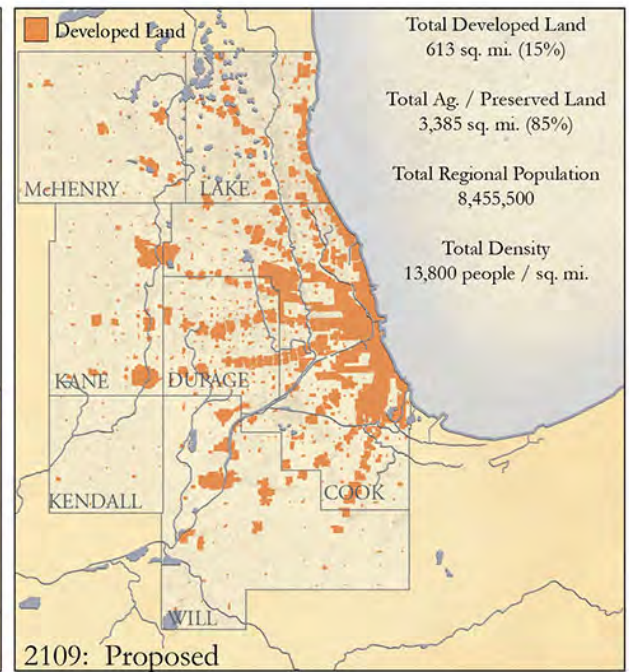 Developed Land
Total Developed Land
613 sq. mi. (15%)
Total Ag. / Preserved Land
3,385 sq. mi. (85%)
Total Regional Population
8,455,500
Total Density
13,800 people / sq. mi.
McHENRY
LAKE
KANE
DUPAGE
KENDALL
COOK
WILL
2109: Proposed